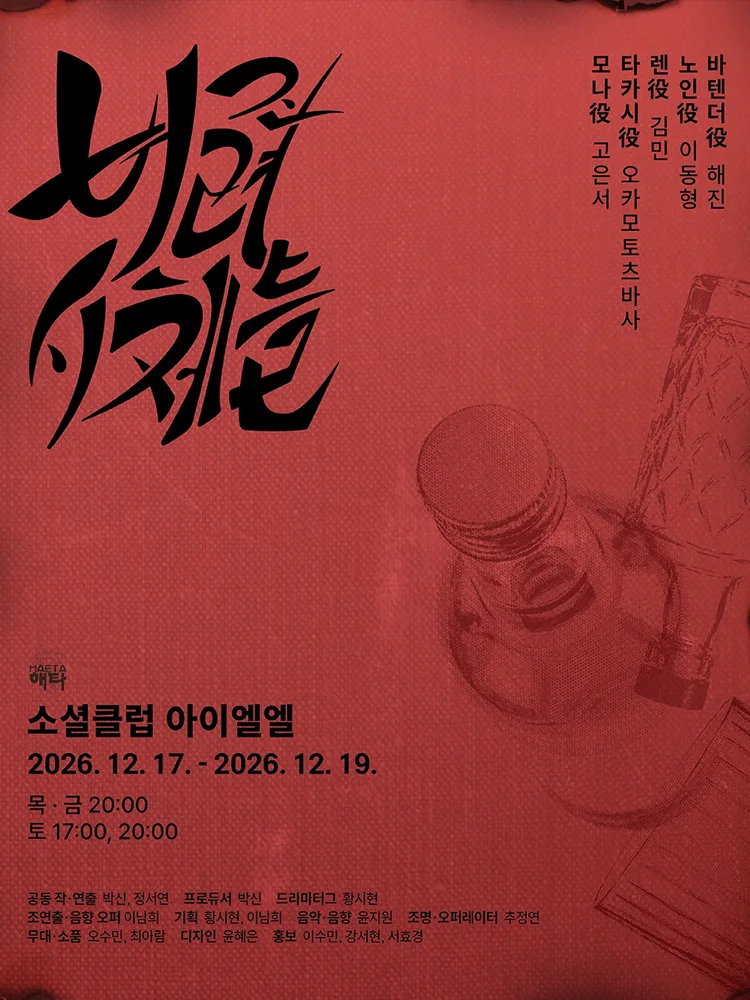 버려진
시체들
바텐더役 해진
노인役 이동형
렌役 김민
타카시役 오카모토츠바사
모나役 고은서
HAETA
해타
소셜클럽 아이엘엘
2026. 12. 17. - 2026. 12. 19.
목 · 금 20:00
토 17:00, 20:00
공동 작·연출 박신, 정서연 프로듀서 박신 드리마터그 황시현
조연출·음향 오퍼 이남희 기획 황시현, 이남희 음악·음향 윤지원 조명·오퍼레이터 추정연
무대·소품 오수민, 최아람 디자인 윤혜은 홍보 이수민, 강서현, 서효경